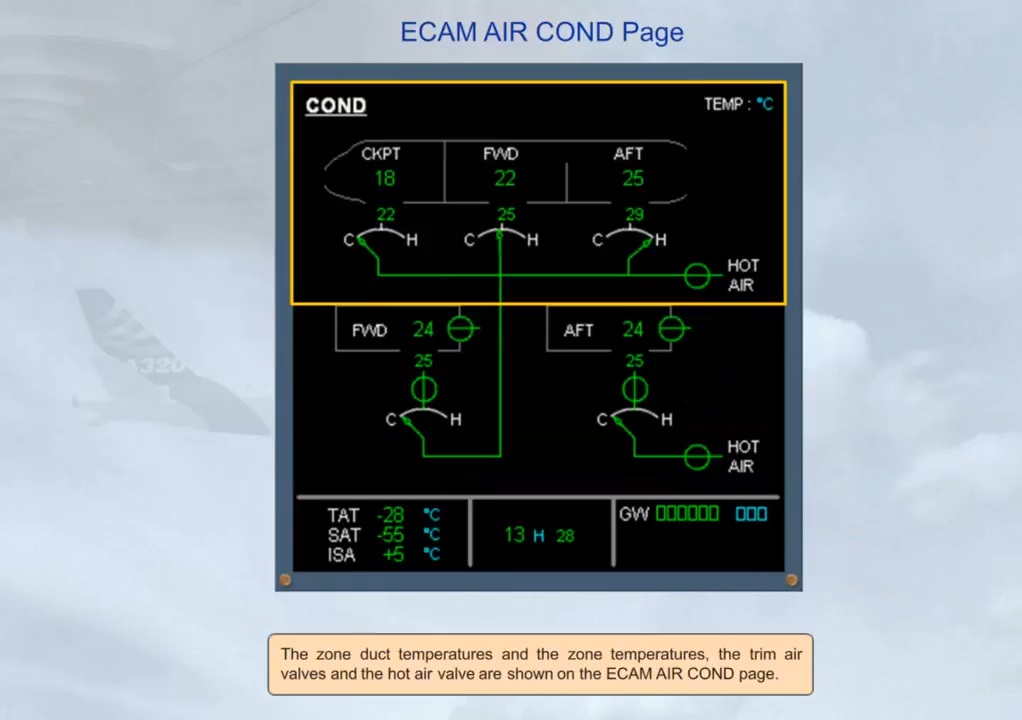 ECAM AIR COND Page
COND TEMP : °C
CKPT FWD AFT
18 22 25
22 25 29
C H C H C H
HOT
AIR
FWD 24 AFT 24
25 25
C H C H
HOT
AIR
TAT -28 °C
SAT -55 °C
ISA +5 °C
13 H 28
GW
A320
The zone duct temperatures and the zone temperatures, the trim air
valves and the hot air valve are shown on the ECAM AIR COND page.